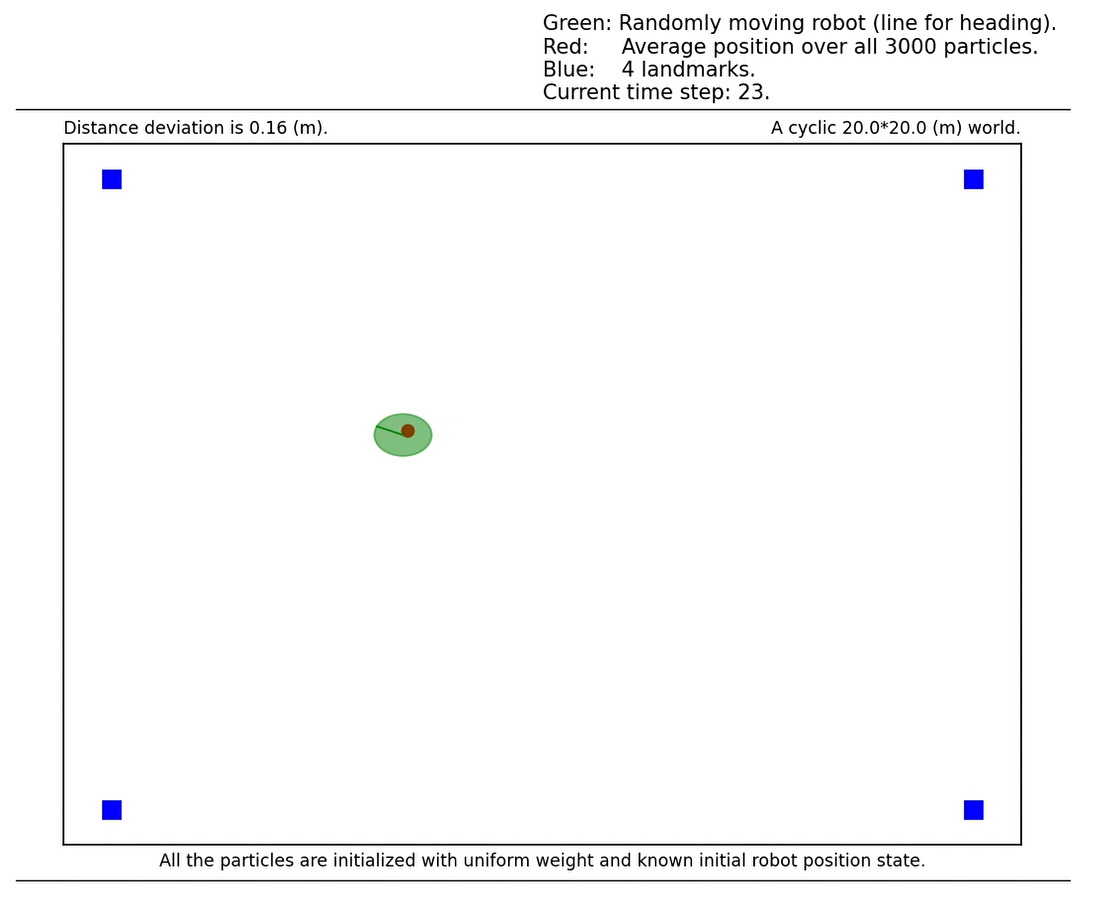 Green: Randomly moving robot (line for heading).
Red: Average position over all 3000 particles.
Blue: 4 landmarks.
Current time step: 23.
Distance deviation is 0.16 (m).
A cyclic 20.0*20.0 (m) world.
All the particles are initialized with uniform weight and known initial robot position state.